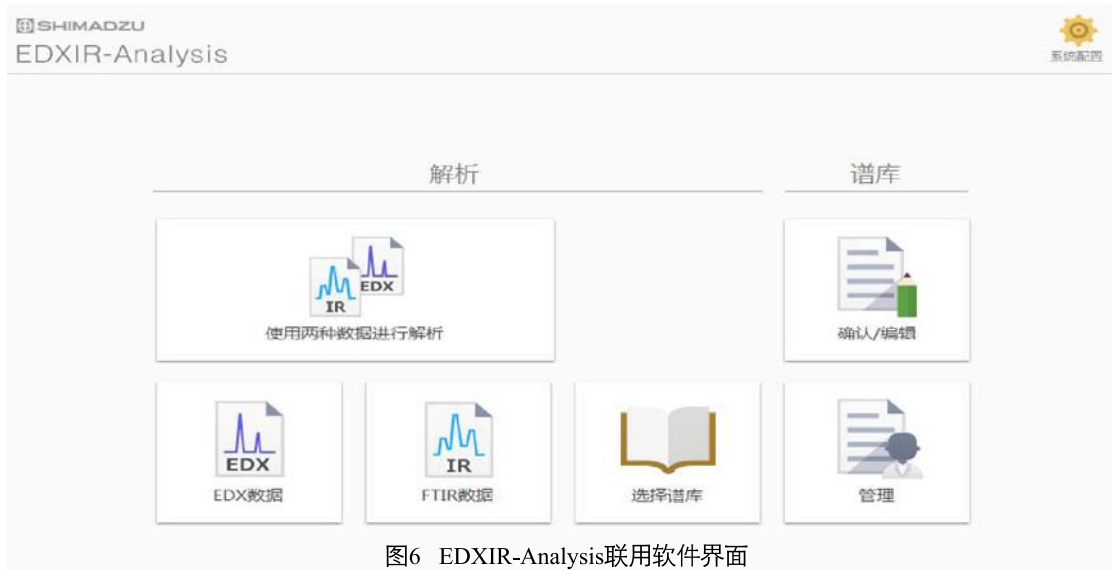 SHIMADZU
EDXIR-Analysis
系统配置
解析
谱库
EDX
IR
使用两种数据进行解析
确认/编辑
EDX
EDX数据
IR
FTIR数据
选择谱库
管理
图6 EDXIR-Analysis联用软件界面